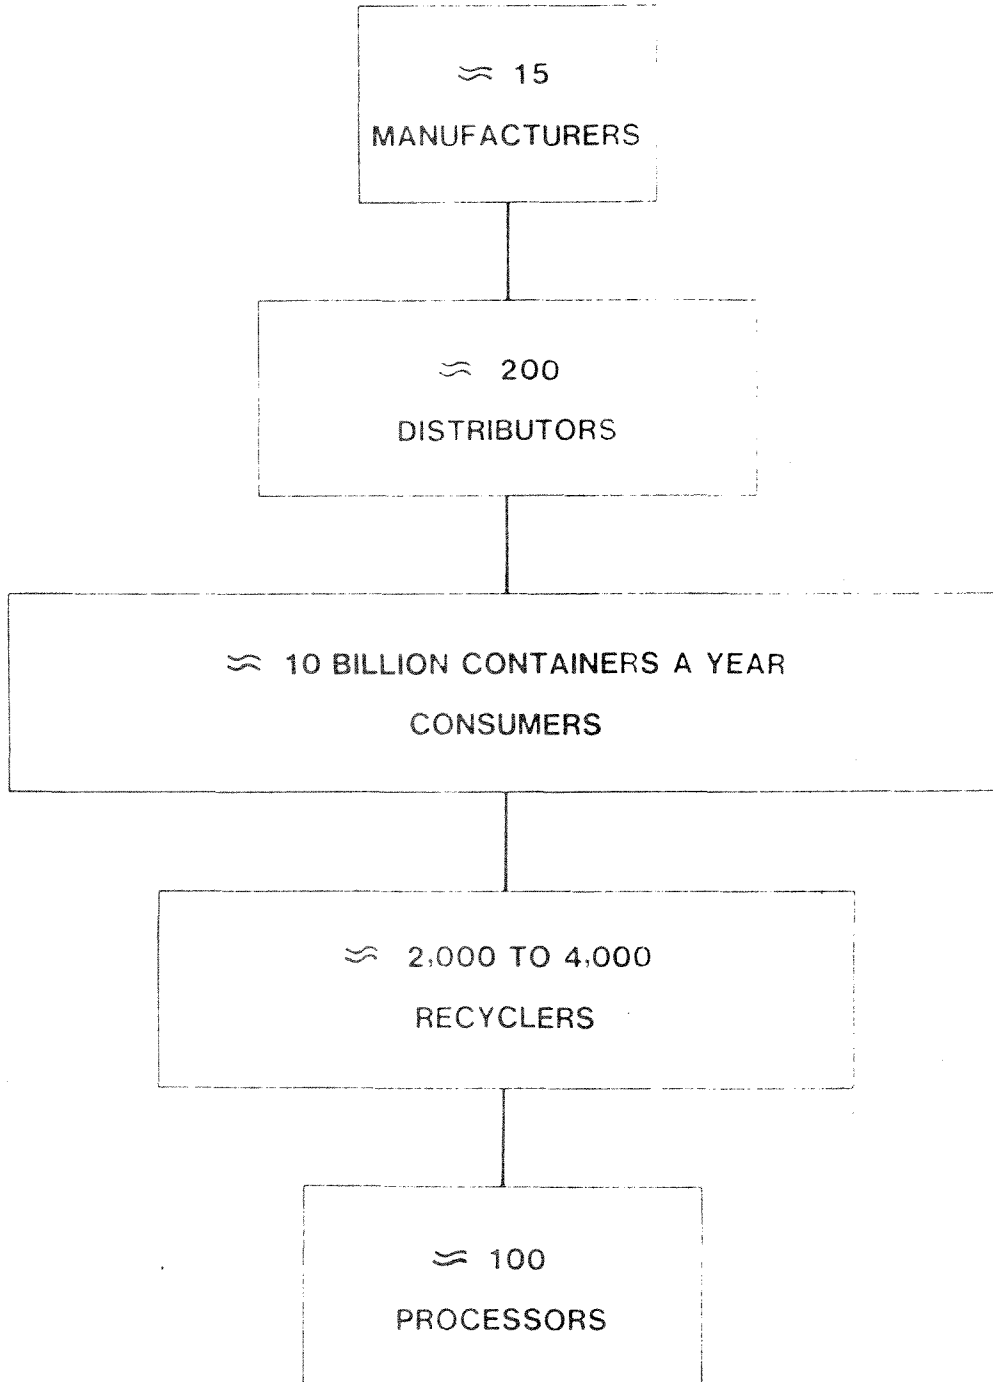 ≈ 15
MANUFACTURERS
≈ 200
DISTRIBUTORS
≈ 10 BILLION CONTAINERS A YEAR
CONSUMERS
≈ 2,000 TO 4,000
RECYCLERS
≈ 100
PROCESSORS